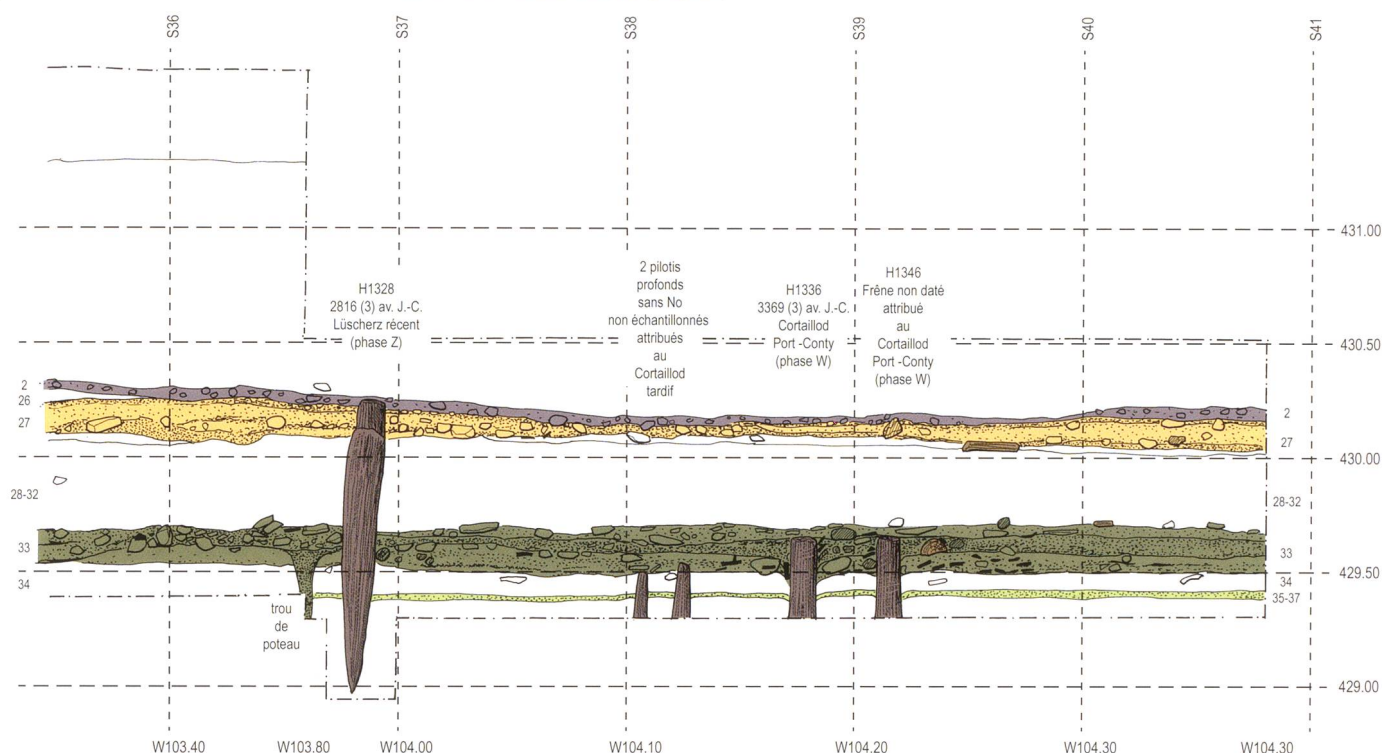 S36
S37
S38
S39
S40
S41
431.00
430.50
430.00
429.50
429.00
H1328
2816 (3) av. J.-C.
Lüscherz récent
(phase Z)
2 pilotis
profonds
sans No
non échantillonnés
attribués
au
Cortaillod
tardif
H1336
3369 (3) av. J.-C.
Cortaillod
Port -Conty
(phase W)
H1346
Frêne non daté
attribué
au
Cortaillod
Port -Conty
(phase W)
2
26
27
28-32
33
34
2
27
28-32
33
34
35-37
trou
de
poteau
W103.40
W103.80
W104.00
W104.10
W104.20
W104.30
W104.30